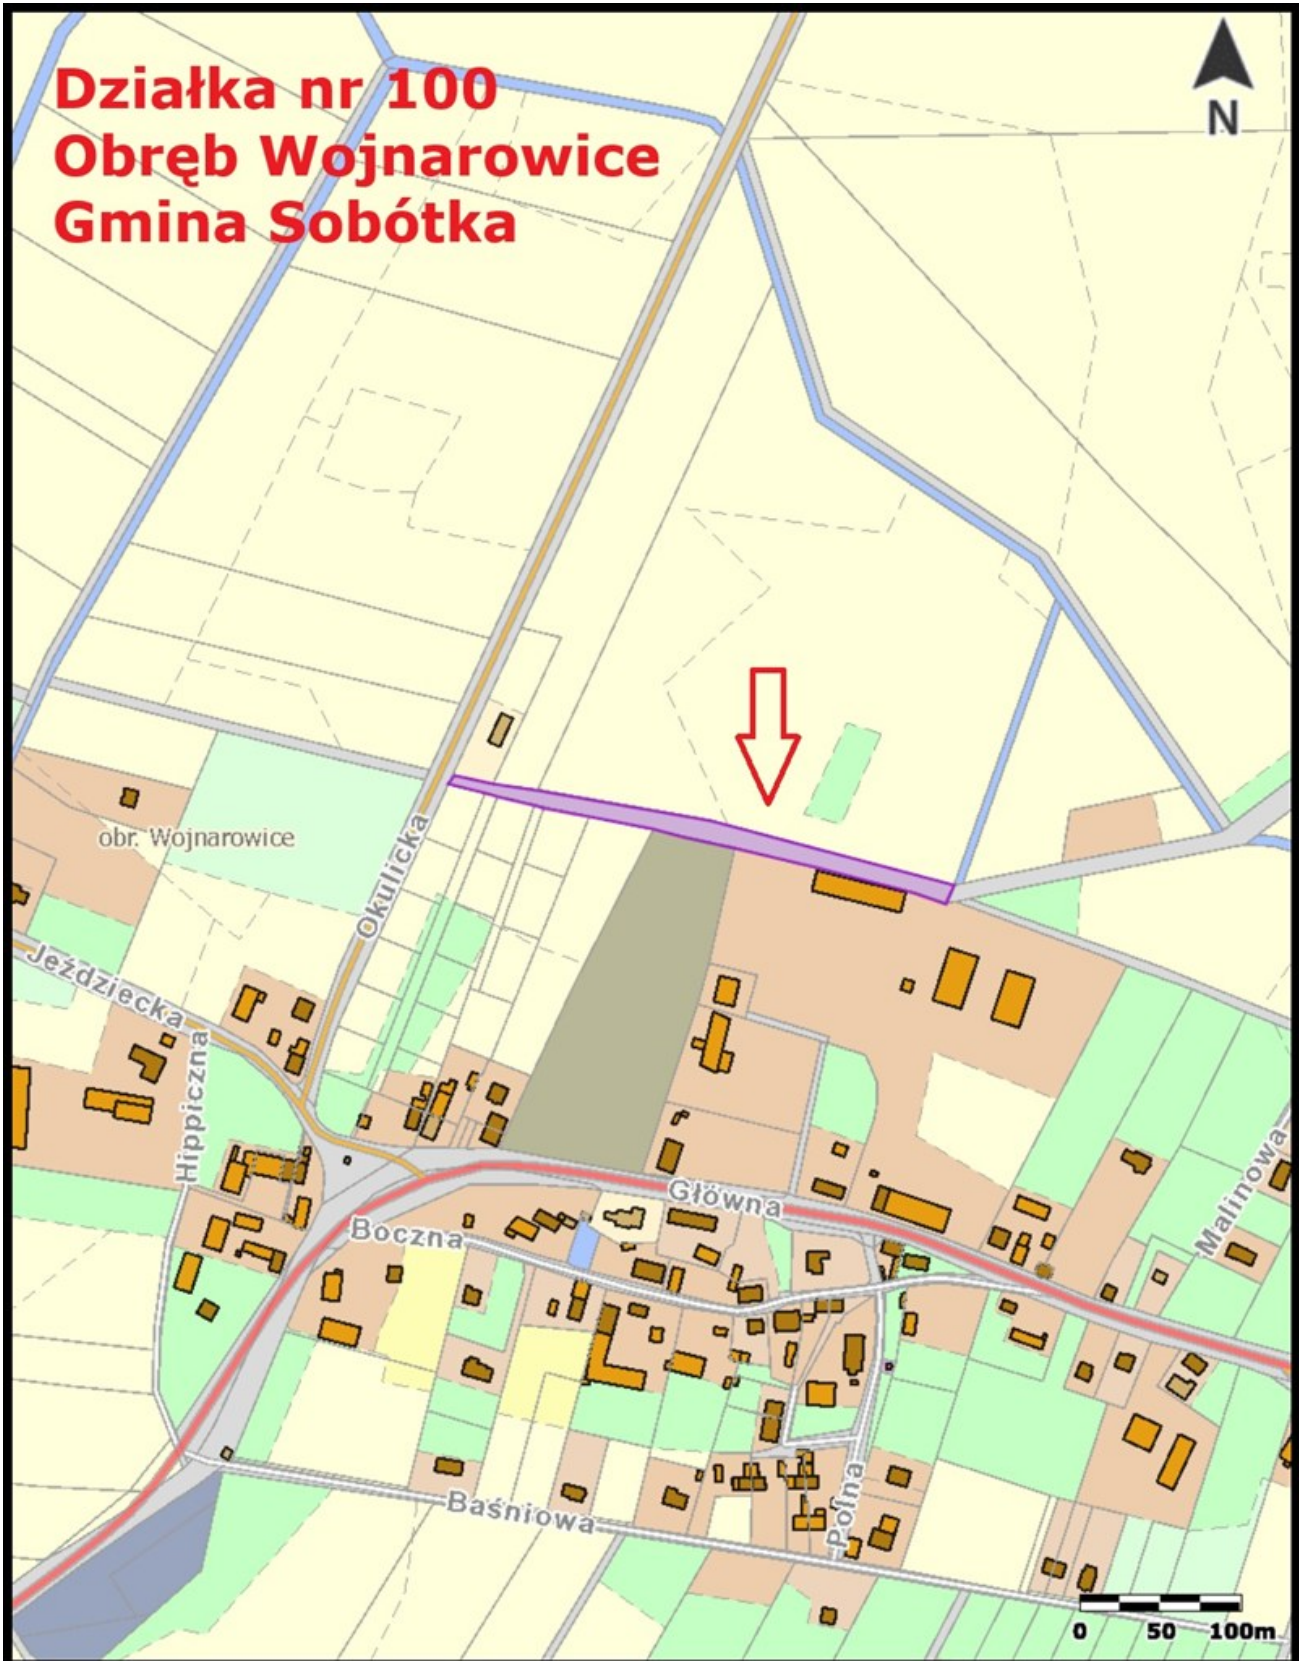 Działka nr 100
Obręb Wojnarowice
Gmina Sobótka
N
obr. Wojnarowice
Okulicka
Jeździecka
Hippiczna
Malinowa
Główna
Boczna
Baśniowa
Polna
0 50 100m